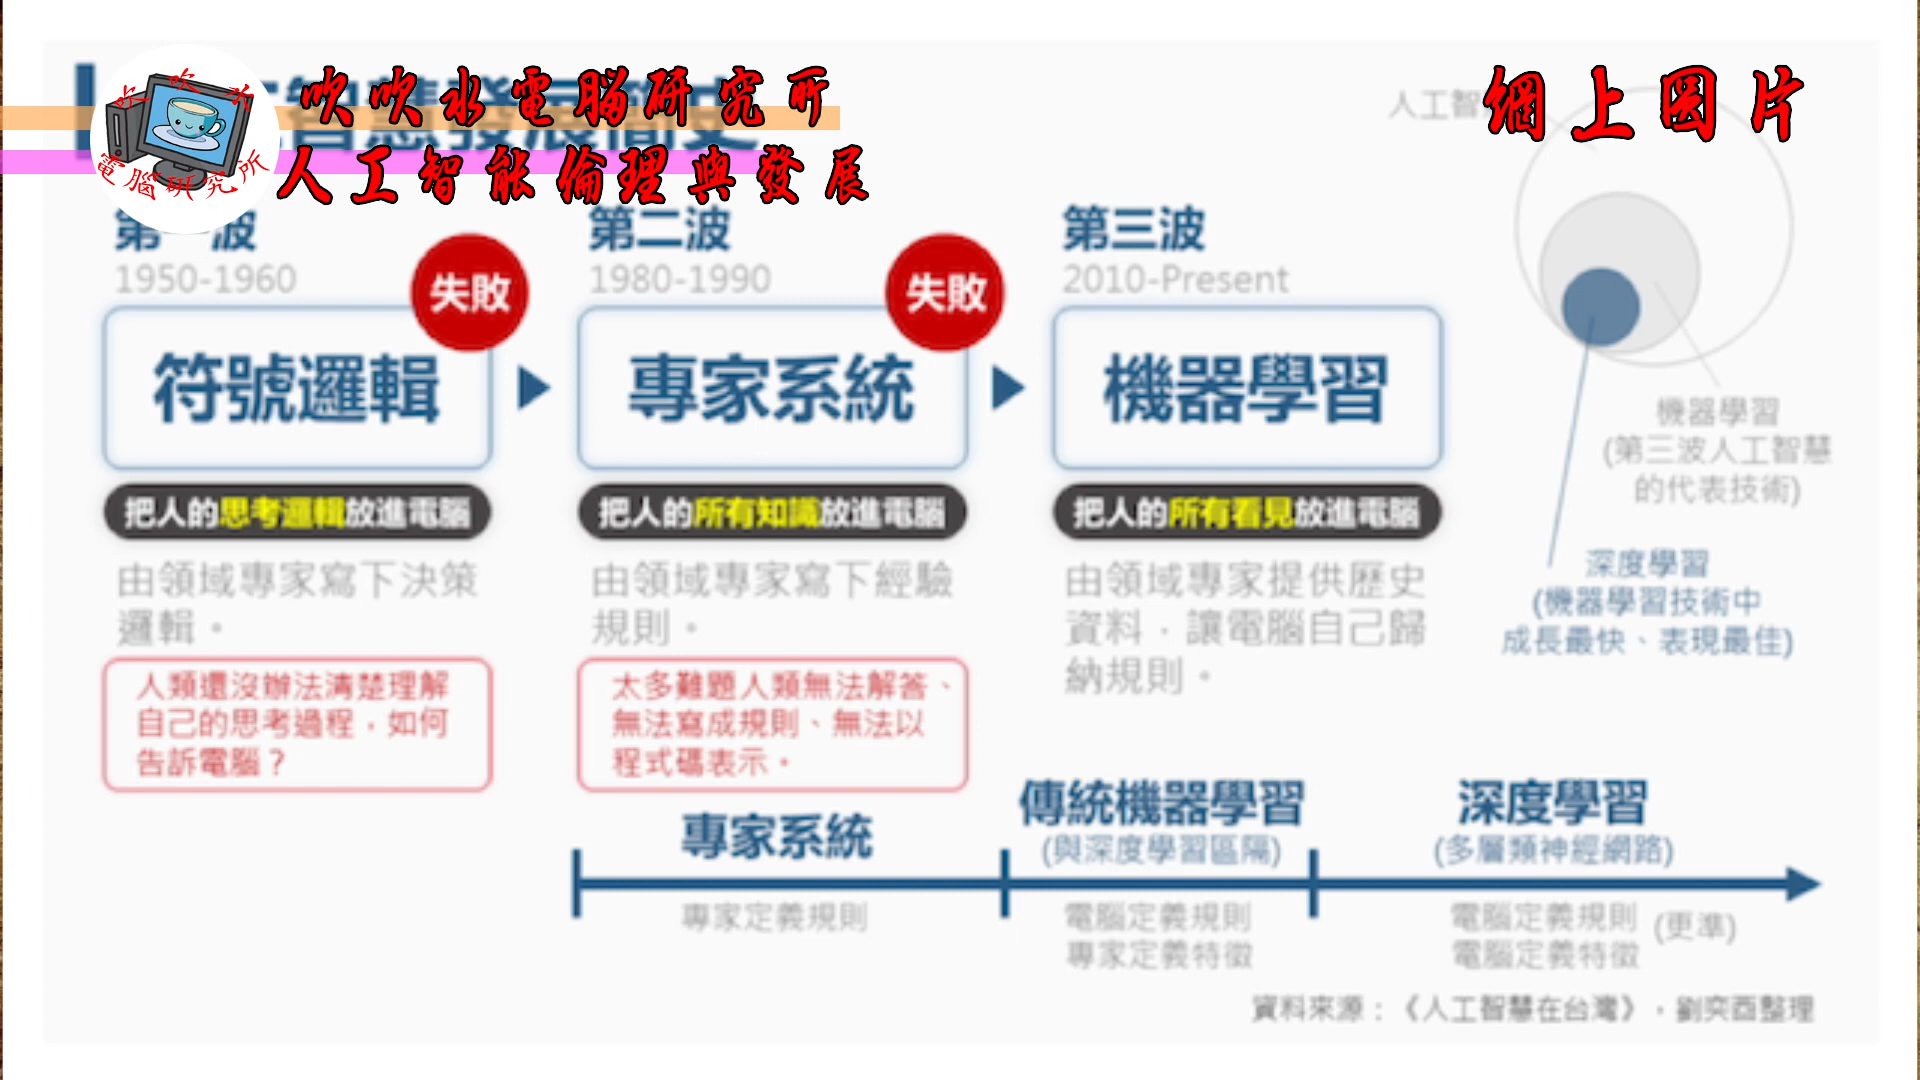 吹吹水電腦研究所
人工智能倫理與發展
網上圖片
吹吹水
電腦研究所
智慧發展簡史
人工智
第一波
1950-1960
失敗
符號邏輯
把人的思考邏輯放進電腦
由領域專家寫下決策
邏輯。
人類還沒辦法清楚理解
自己的思考過程,如何
告訴電腦?
第二波
1980-1990
失敗
專家系統
把人的所有知識放進電腦
由領域專家寫下經驗
規則。
太多難題人類無法解答、
無法寫成規則、無法以
程式碼表示。
第三波
2010-Present
機器學習
把人的所有看見放進電腦
由領域專家提供歷史
資料,讓電腦自己歸
納規則。
機器學習
(第三波人工智慧
的代表技術)
深度學習
(機器學習技術中
成長最快、表現最佳)
專家系統
專家定義規則
傳統機器學習
(與深度學習區隔)
電腦定義規則
專家定義特徵
深度學習
(多層類神經網路)
電腦定義規則
電腦定義特徵
(更準)
資料來源:《人工智慧在台灣》,劉奕酉整理